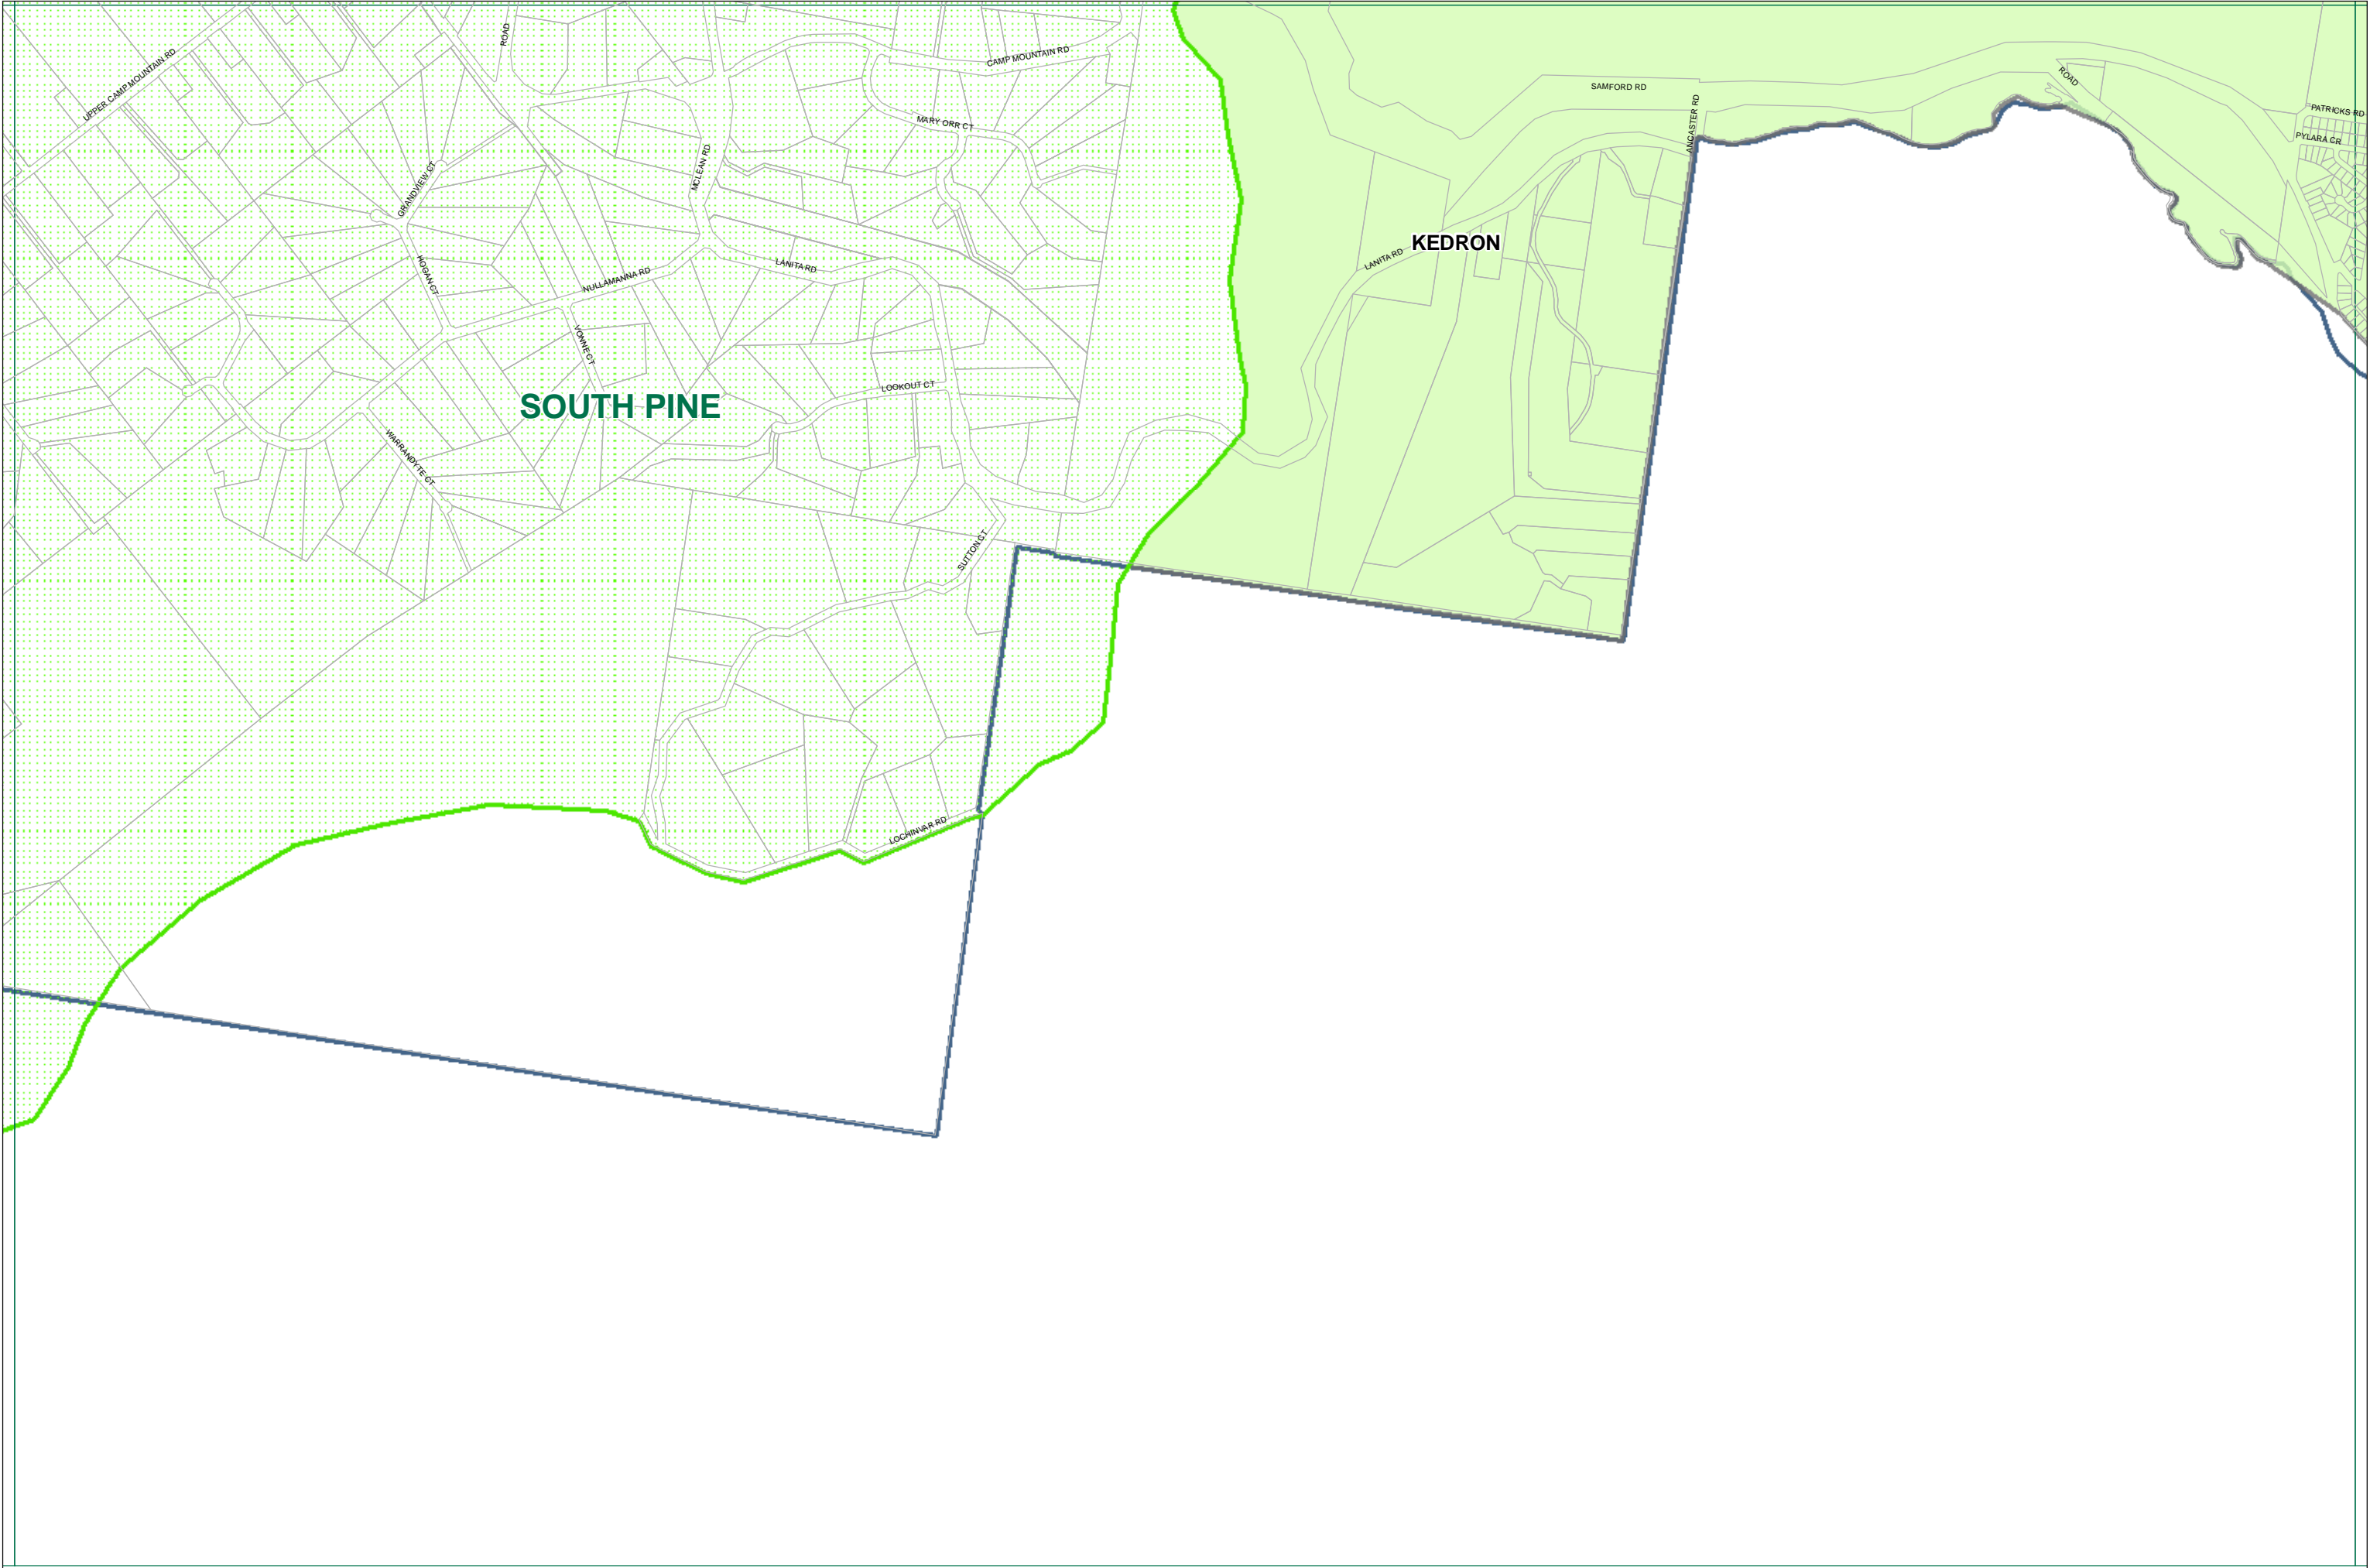 ROAD
CAMP MOUNTAIN RD
UPPER CAMP MOUNTAIN RD
ROAD
SAMFORD RD
PATRICKS RD
ANCASTER RD
MARY ORR CT
PYLARA CR
MCLEAN RD
GRANDVIEW CT
KEDRON
LANITA RD
LANITA RD
HOGAN CT
NULLAMANNA RD
VONNE CT
LOOKOUT CT
SOUTH PINE
WARRANDYTE CT
SUTTON CT
LOCHINVAR RD